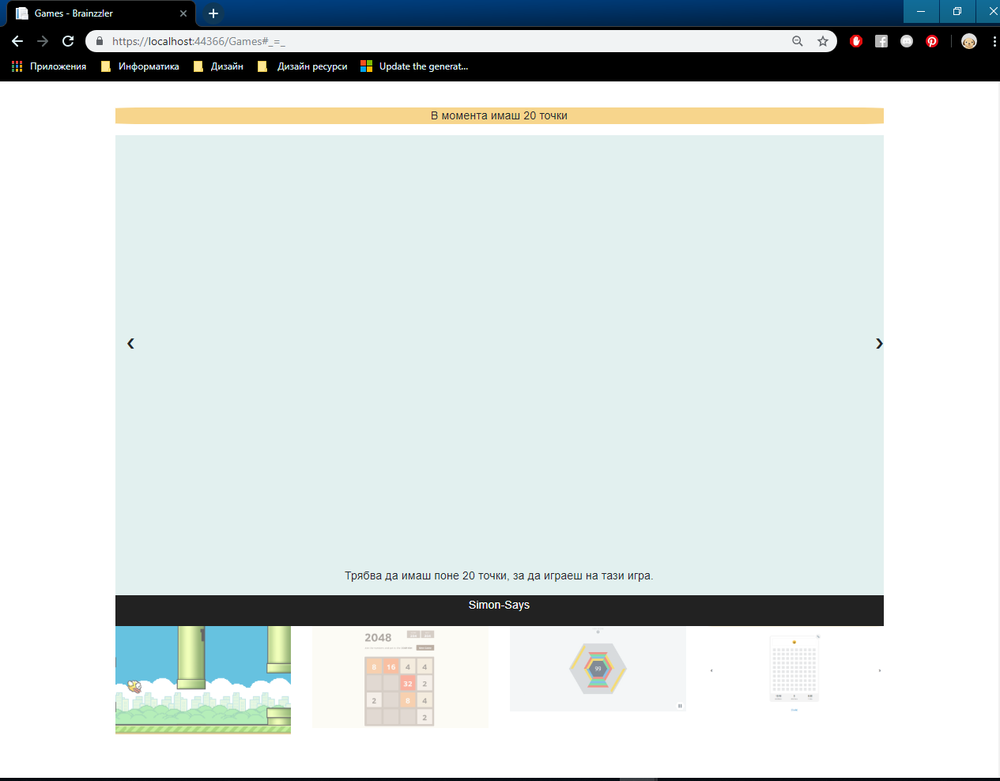 Games - Brainzzler
https://localhost:44366/Games#_=_
Приложения Информатика Дизайн Дизайн ресурси Update the generat...
В момента имаш 20 точки
❮ ❯
Трябва да имаш поне 20 точки, за да играеш на тази игра.
Simon-Says
2048
8 16 4 4
32 2
2 8 4
2
0
99